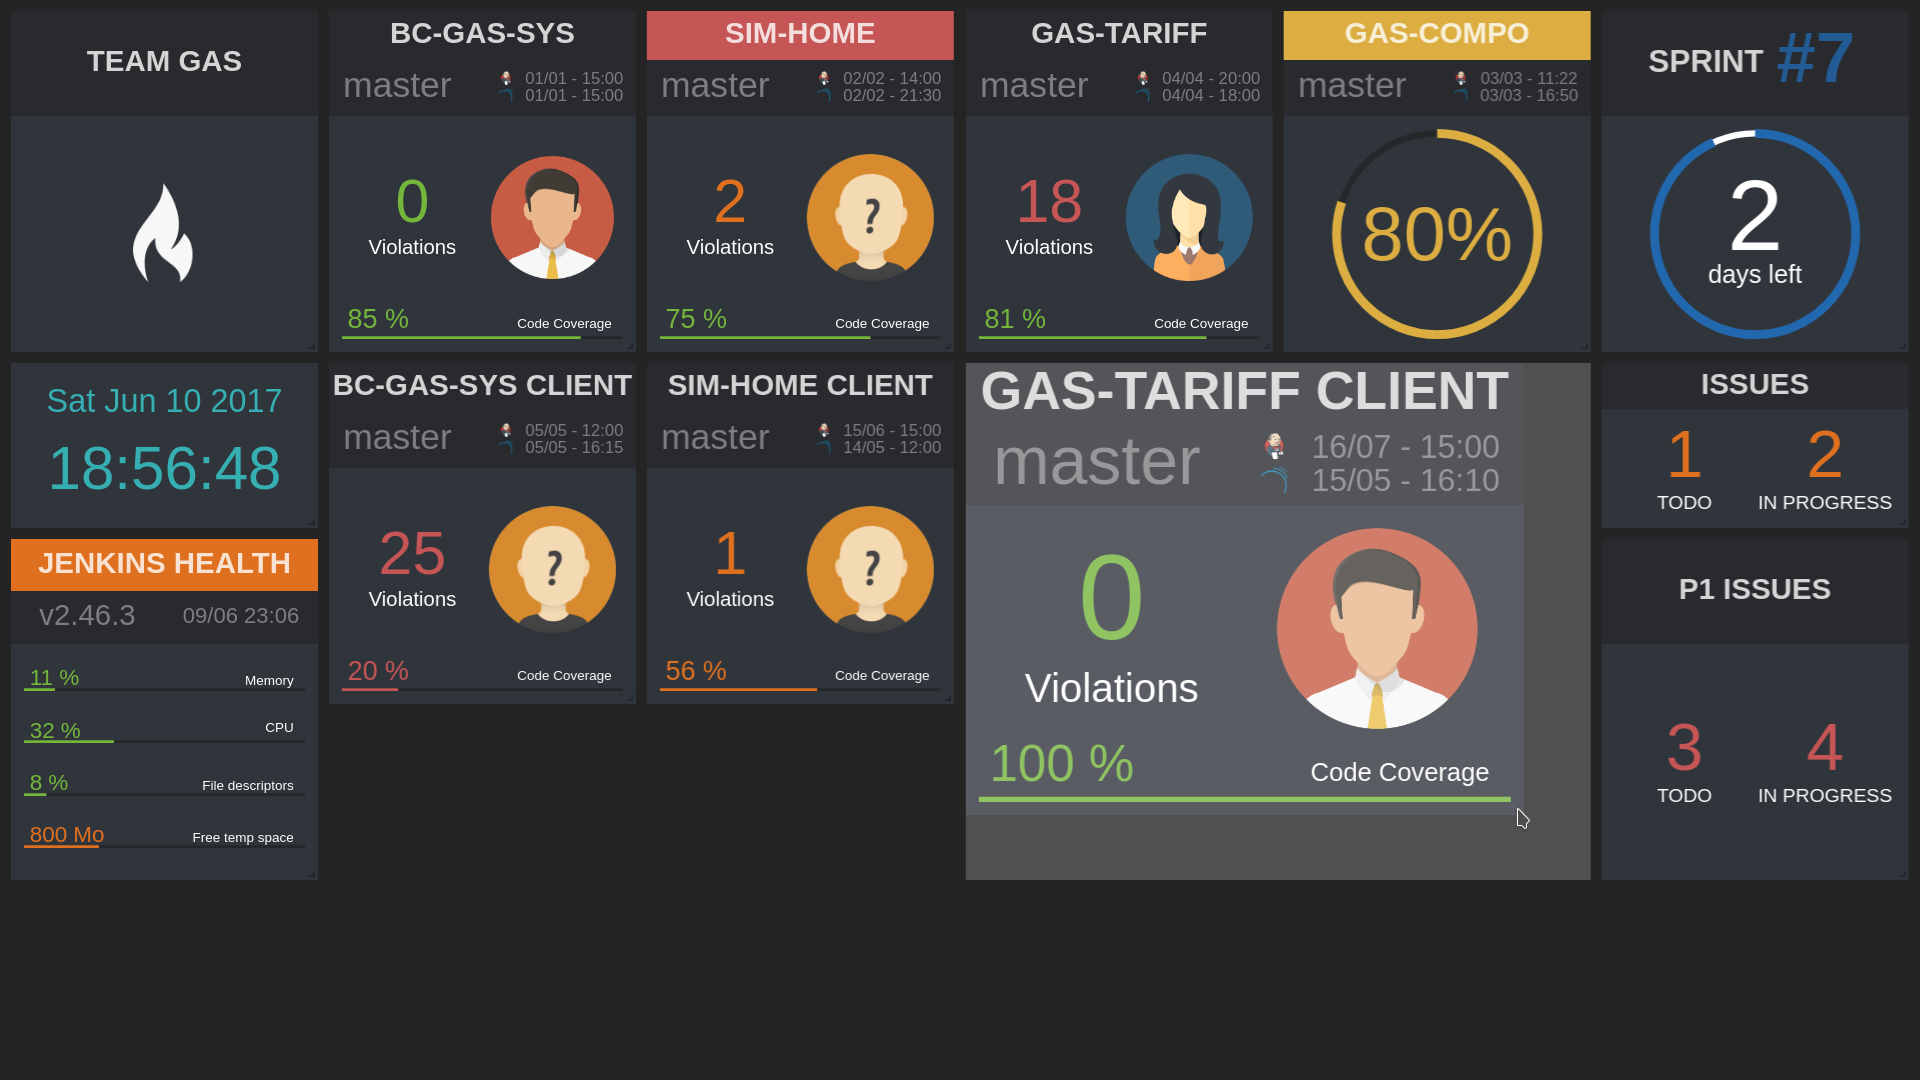 TEAM GAS
BC-GAS-SYS
master
01/01 - 15:00
01/01 - 15:00
0
Violations
85 %
Code Coverage
SIM-HOME
master
02/02 - 14:00
02/02 - 21:30
2
?
Violations
75 %
Code Coverage
GAS-TARIFF
master
04/04 - 20:00
04/04 - 18:00
18
Violations
81 %
Code Coverage
GAS-COMPO
master
03/03 - 11:22
03/03 - 16:50
80%
SPRINT #7
2
days left
Sat Jun 10 2017
18:56:48
BC-GAS-SYS CLIENT
master
05/05 - 12:00
05/05 - 16:15
25
?
Violations
20 %
Code Coverage
SIM-HOME CLIENT
master
15/06 - 15:00
14/05 - 12:00
1
?
Violations
56 %
Code Coverage
GAS-TARIFF CLIENT
master
16/07 - 15:00
15/05 - 16:10
0
Violations
100 %
Code Coverage
ISSUES
1 2
TODO IN PROGRESS
JENKINS HEALTH
v2.46.3 09/06 23:06
11 % Memory
32 % CPU
8 % File descriptors
800 Mo Free temp space
P1 ISSUES
3 4
TODO IN PROGRESS